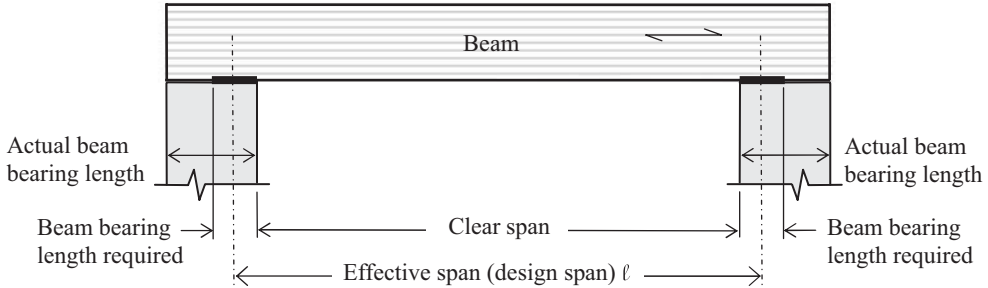 Beam
Actual beam
bearing length
Actual beam
bearing length
Beam bearing
length required
Clear span
Beam bearing
length required
Effective span (design span) ℓ